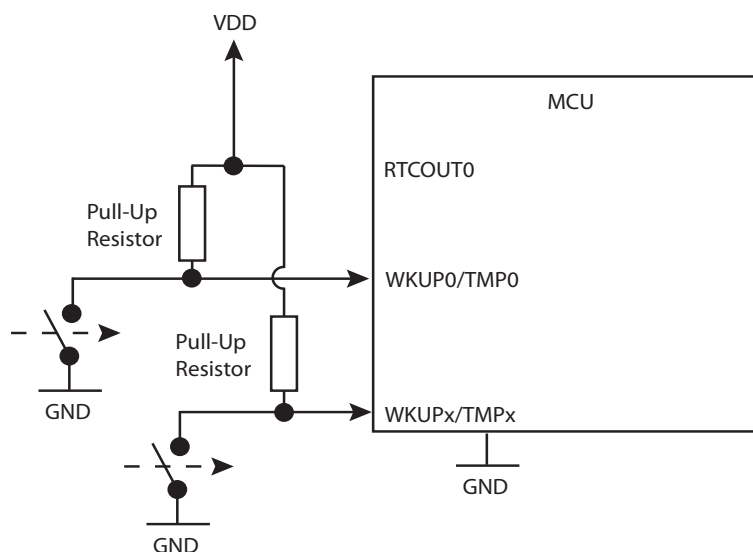 VDD
MCU
RTCOUT0
Pull-Up
Resistor
WKUP0/TMP0
Pull-Up
Resistor
GND
WKUPx/TMPx
GND
GND